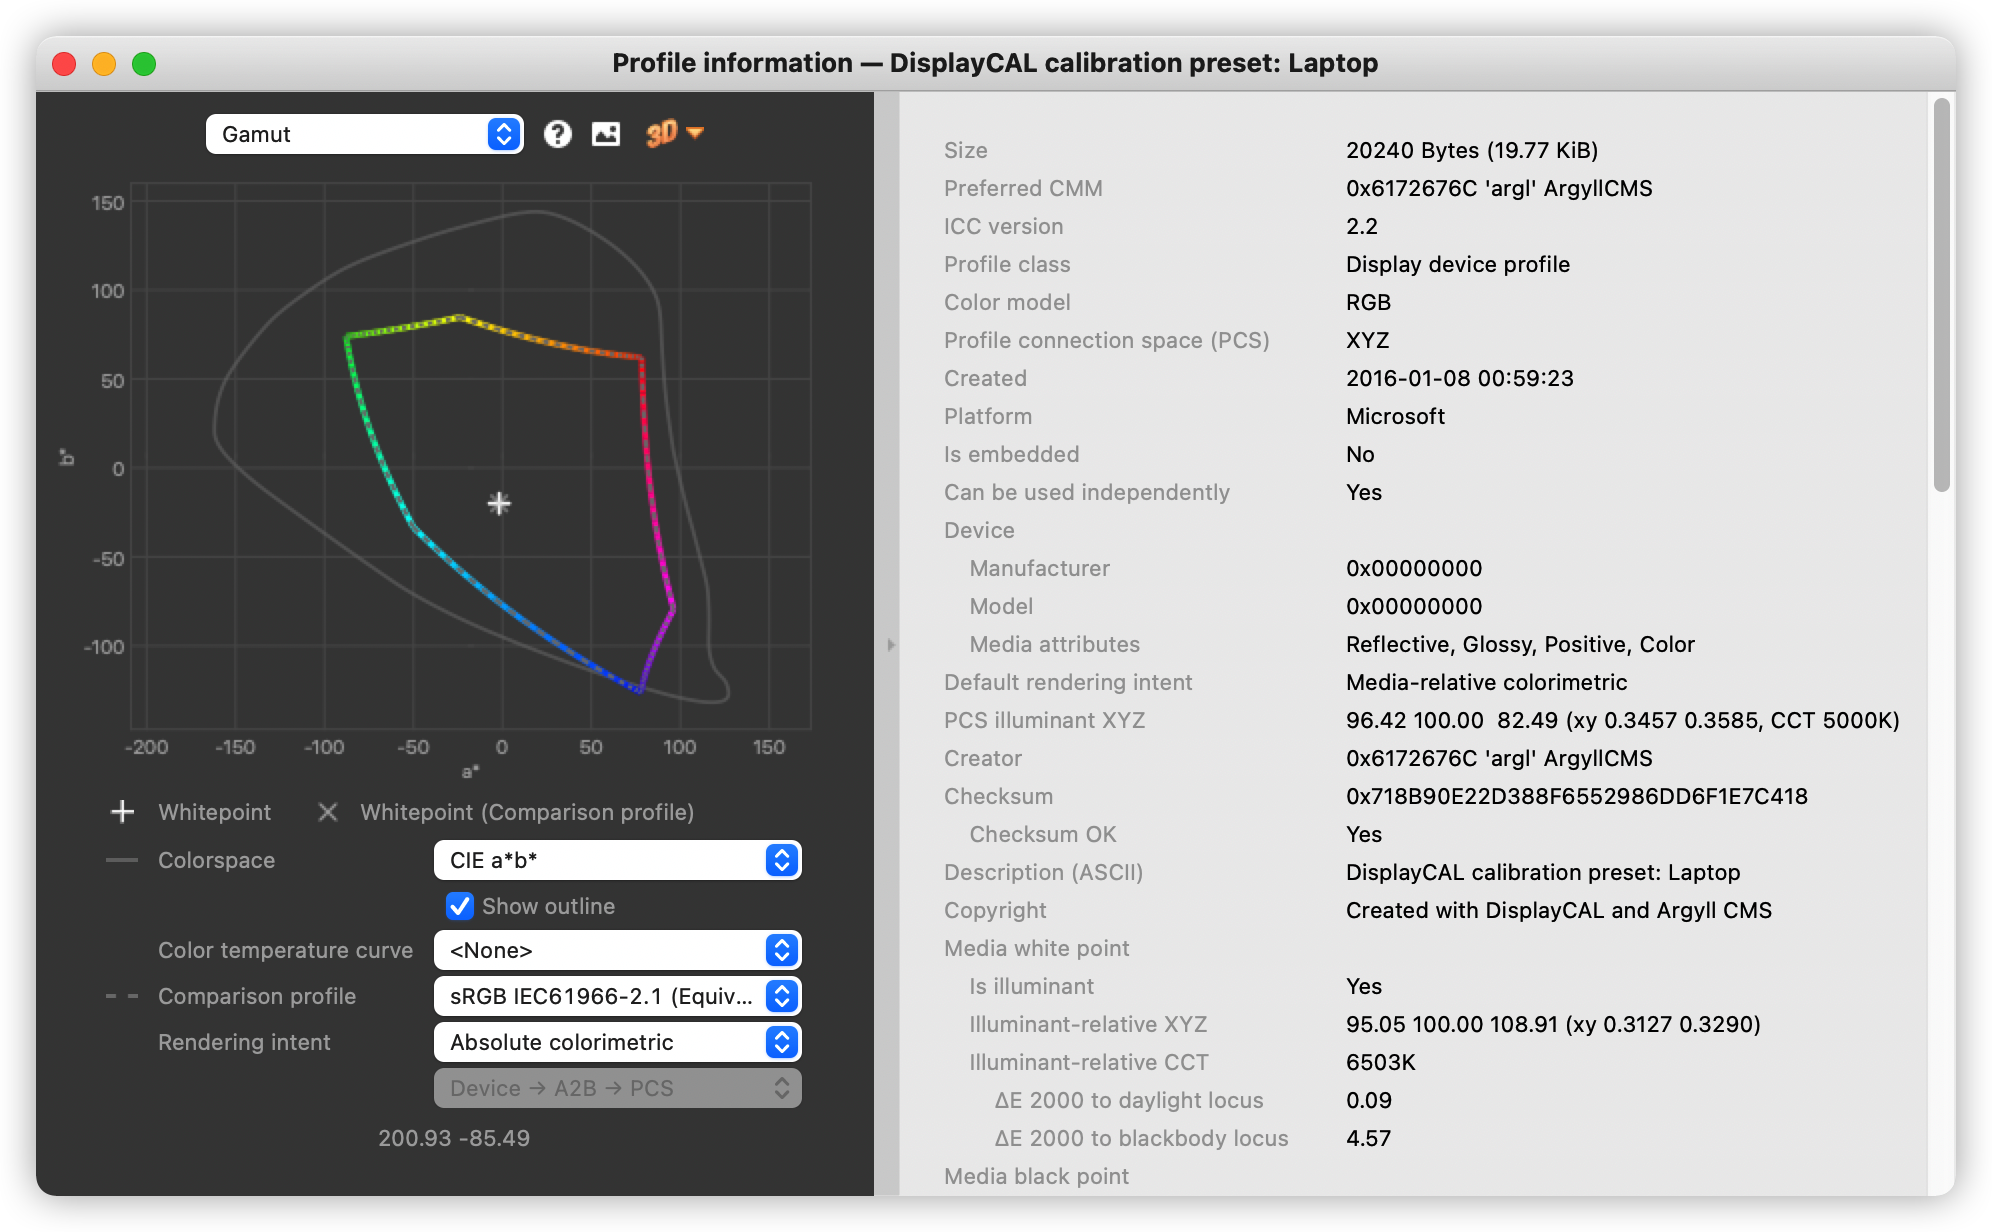 Profile information — DisplayCAL calibration preset: Laptop
Gamut
?
3D
150
100
50
0
-50
-100
b*
-200 -150 -100 -50 0 50 100 150
a*
Whitepoint Whitepoint (Comparison profile)
Colorspace CIE a*b*
Show outline
Color temperature curve <None>
Comparison profile sRGB IEC61966-2.1 (Equiv...
Rendering intent Absolute colorimetric
Device → A2B → PCS
200.93 -85.49
Size 20240 Bytes (19.77 KiB)
Preferred CMM 0x6172676C 'argl' ArgyllCMS
ICC version 2.2
Profile class Display device profile
Color model RGB
Profile connection space (PCS) XYZ
Created 2016-01-08 00:59:23
Platform Microsoft
Is embedded No
Can be used independently Yes
Device
Manufacturer 0x00000000
Model 0x00000000
Media attributes Reflective, Glossy, Positive, Color
Default rendering intent Media-relative colorimetric
PCS illuminant XYZ 96.42 100.00 82.49 (xy 0.3457 0.3585, CCT 5000K)
Creator 0x6172676C 'argl' ArgyllCMS
Checksum 0x718B90E22D388F6552986DD6F1E7C418
Checksum OK Yes
Description (ASCII) DisplayCAL calibration preset: Laptop
Copyright Created with DisplayCAL and Argyll CMS
Media white point
Is illuminant Yes
Illuminant-relative XYZ 95.05 100.00 108.91 (xy 0.3127 0.3290)
Illuminant-relative CCT 6503K
ΔE 2000 to daylight locus 0.09
ΔE 2000 to blackbody locus 4.57
Media black point